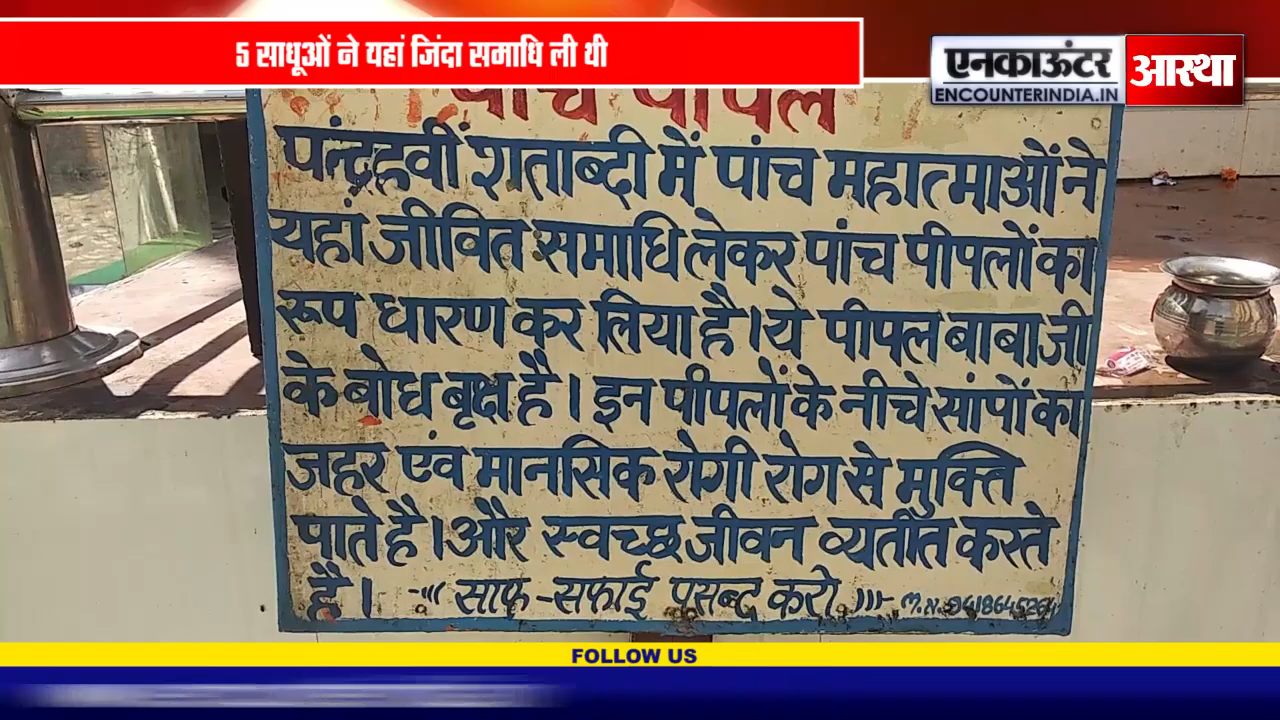 5 साधूओं ने यहां जिंदा समाधि ली थी
एनकाऊंटर
ENCOUNTERINDIA.IN
आस्था
पांच पीपल
पन्द्रहवीं शताब्दी में पांच महात्माओं ने
यहां जीवित समाधि लेकर पांच पीपलों का
रूप धारण कर लिया है। ये पीपल बाबा जी
के बोध बृक्ष है। इन पीपलों के नीचे सांपों का
जहर एंव मानसिक रोगी रोग से मुक्ति
पाते है। और स्वच्छ जीवन व्यतीत करते
है। -''' साफ-सफाई पसन्द करो )))-
M.N.
FOLLOW US